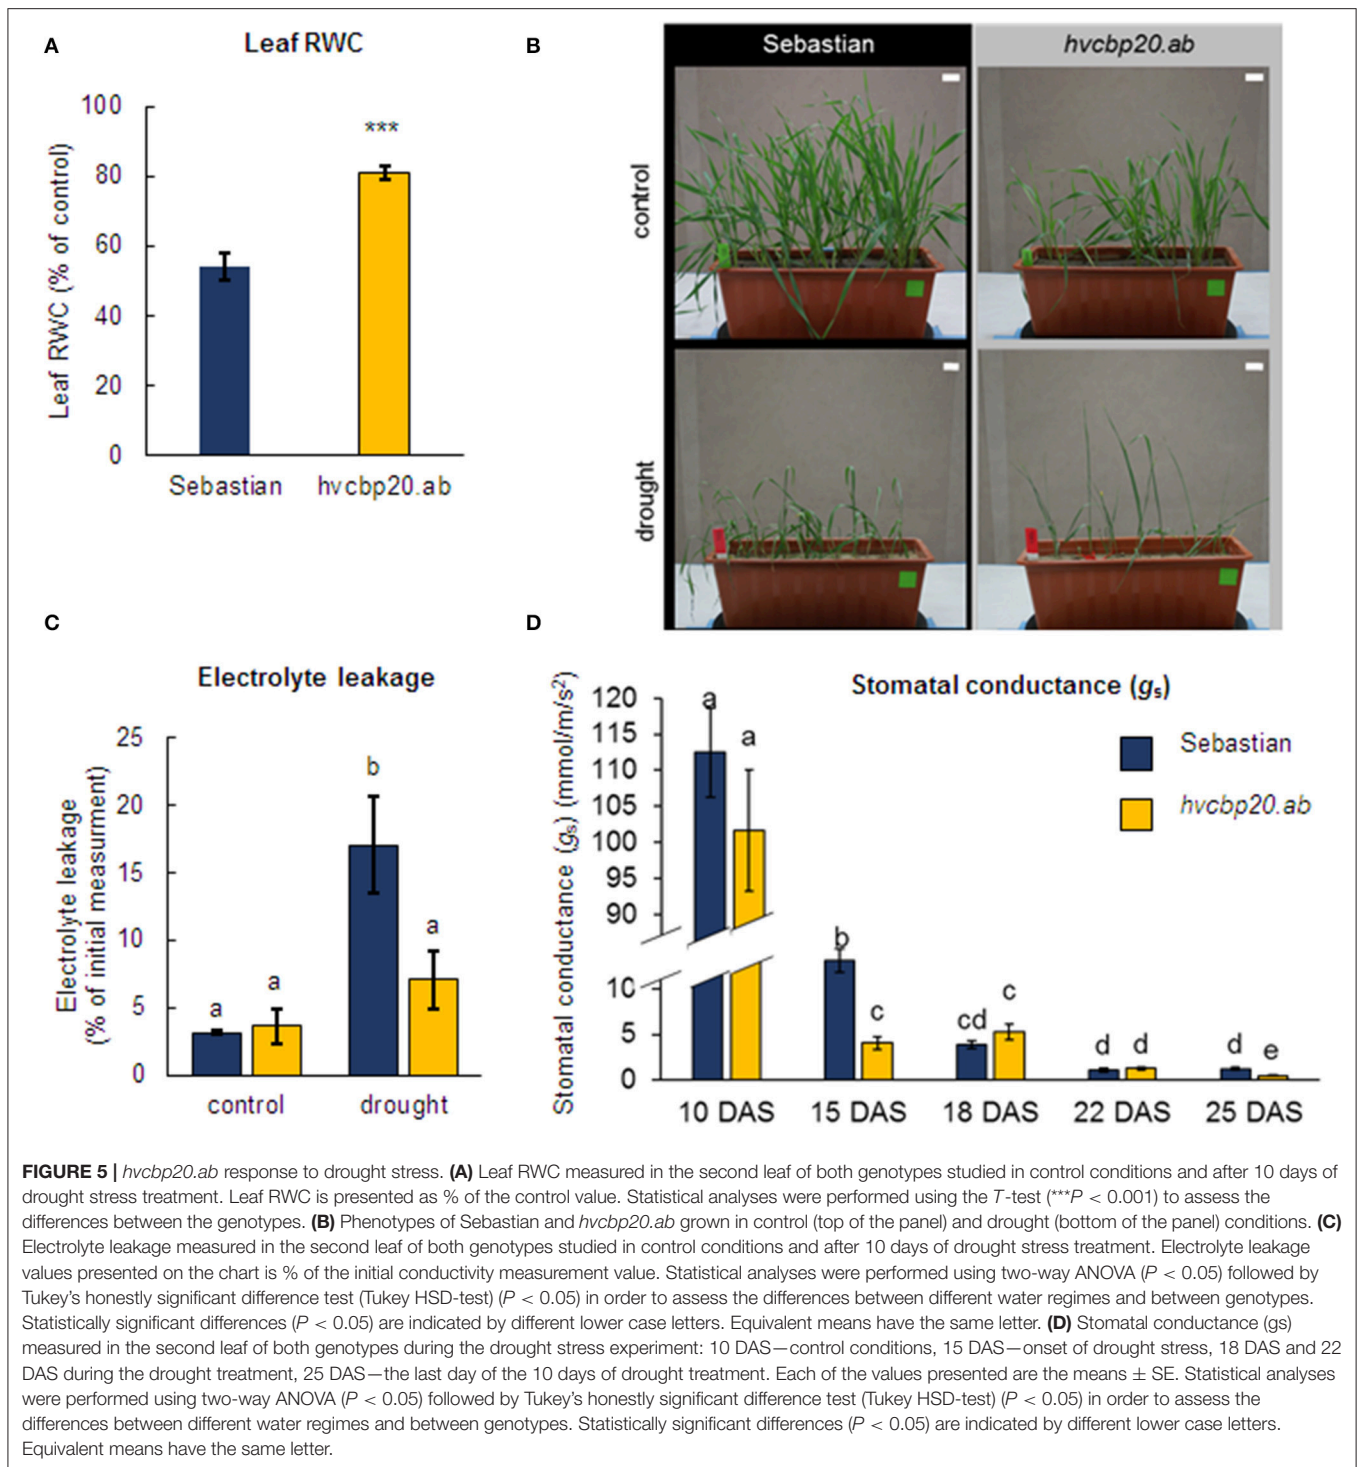 A
Leaf RWC
Leaf RWC (% of control)
100
80
60
40
20
0
***
Sebastian
hvcbp20.ab
B
Sebastian
hvcbp20.ab
control
drought
C
Electrolyte leakage
Electrolyte leakage
(% of initial measurment)
25
20
15
10
5
0
a
a
b
a
control
drought
D
Stomatal conductance (gs)
Stomatal conductance (gs) (mmol/m/s²)
120
115
110
105
100
95
90
10
5
0
a
a
b
c
cd
c
d
d
d
e
Sebastian
hvcbp20.ab
10 DAS
15 DAS
18 DAS
22 DAS
25 DAS
FIGURE 5 | hvcbp20.ab response to drought stress. (A) Leaf RWC measured in the second leaf of both genotypes studied in control conditions and after 10 days of
drought stress treatment. Leaf RWC is presented as % of the control value. Statistical analyses were performed using the T-test (***P < 0.001) to assess the
differences between the genotypes. (B) Phenotypes of Sebastian and hvcbp20.ab grown in control (top of the panel) and drought (bottom of the panel) conditions. (C)
Electrolyte leakage measured in the second leaf of both genotypes studied in control conditions and after 10 days of drought stress treatment. Electrolyte leakage
values presented on the chart is % of the initial conductivity measurement value. Statistical analyses were performed using two-way ANOVA (P < 0.05) followed by
Tukey's honestly significant difference test (Tukey HSD-test) (P < 0.05) in order to assess the differences between different water regimes and between genotypes.
Statistically significant differences (P < 0.05) are indicated by different lower case letters. Equivalent means have the same letter. (D) Stomatal conductance (gs)
measured in the second leaf of both genotypes during the drought stress experiment: 10 DAS—control conditions, 15 DAS—onset of drought stress, 18 DAS and 22
DAS during the drought treatment, 25 DAS—the last day of the 10 days of drought treatment. Each of the values presented are the means ± SE. Statistical analyses
were performed using two-way ANOVA (P < 0.05) followed by Tukey's honestly significant difference test (Tukey HSD-test) (P < 0.05) in order to assess the
differences between different water regimes and between genotypes. Statistically significant differences (P < 0.05) are indicated by different lower case letters.
Equivalent means have the same letter.